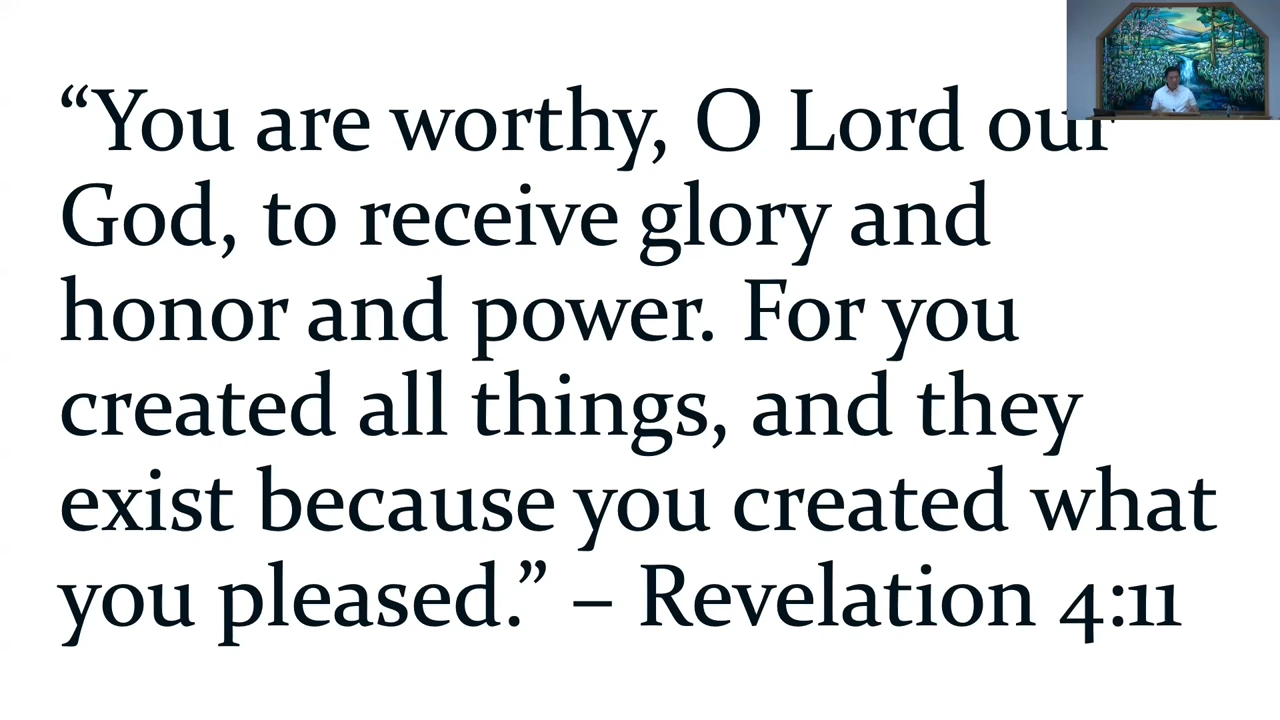 “You are worthy, O Lord our
God, to receive glory and
honor and power. For you
created all things, and they
exist because you created what
you pleased.” – Revelation 4:11